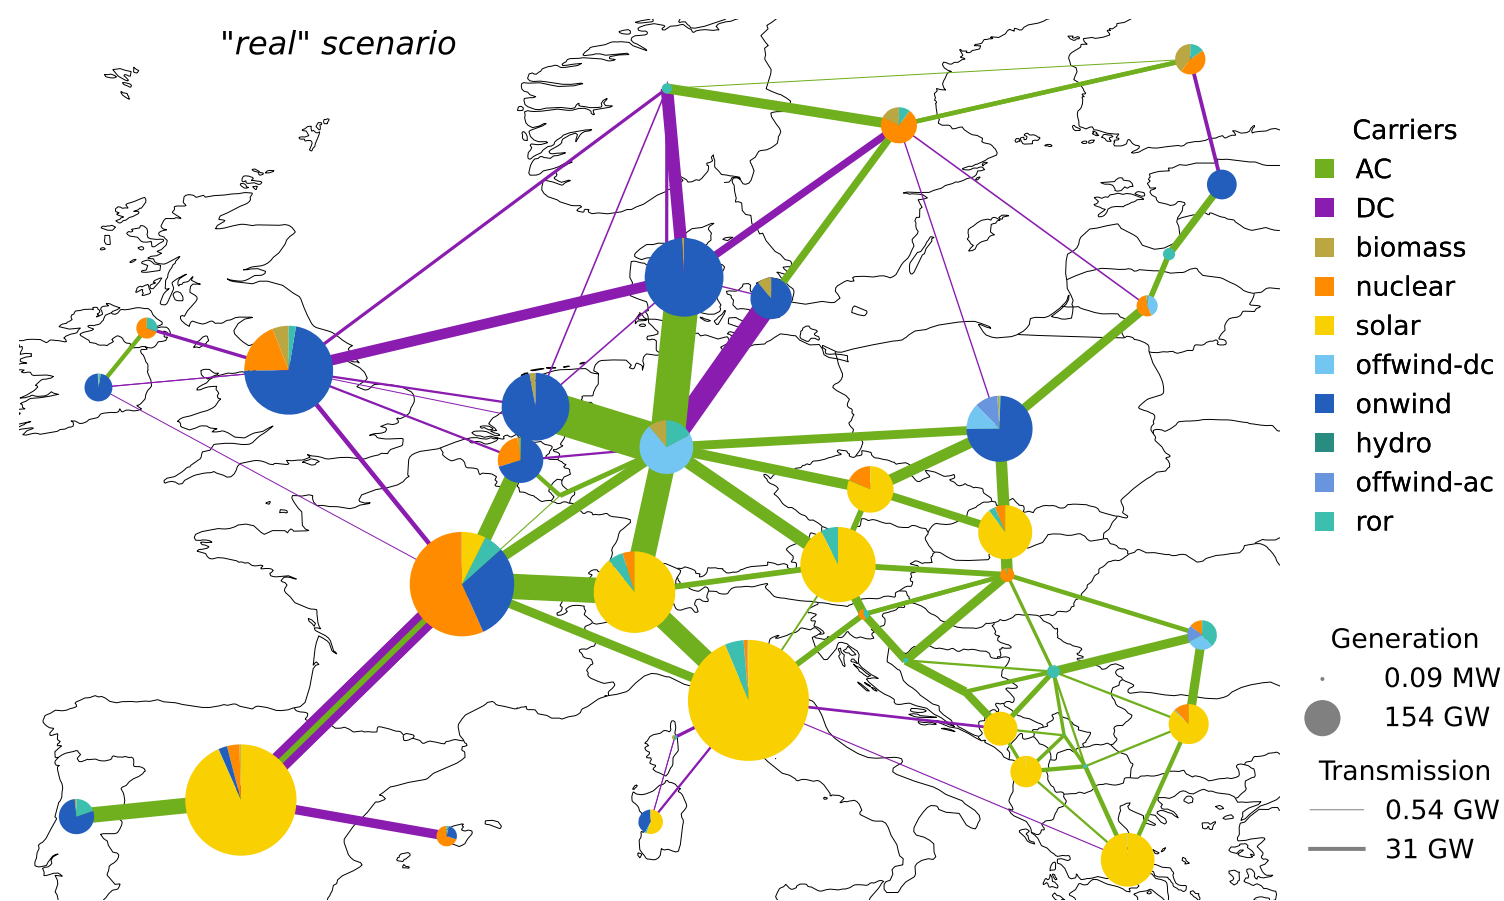 "real" scenario
Carriers
AC
DC
biomass
nuclear
solar
offwind-dc
onwind
hydro
offwind-ac
ror
Generation
0.09 MW
154 GW
Transmission
0.54 GW
31 GW